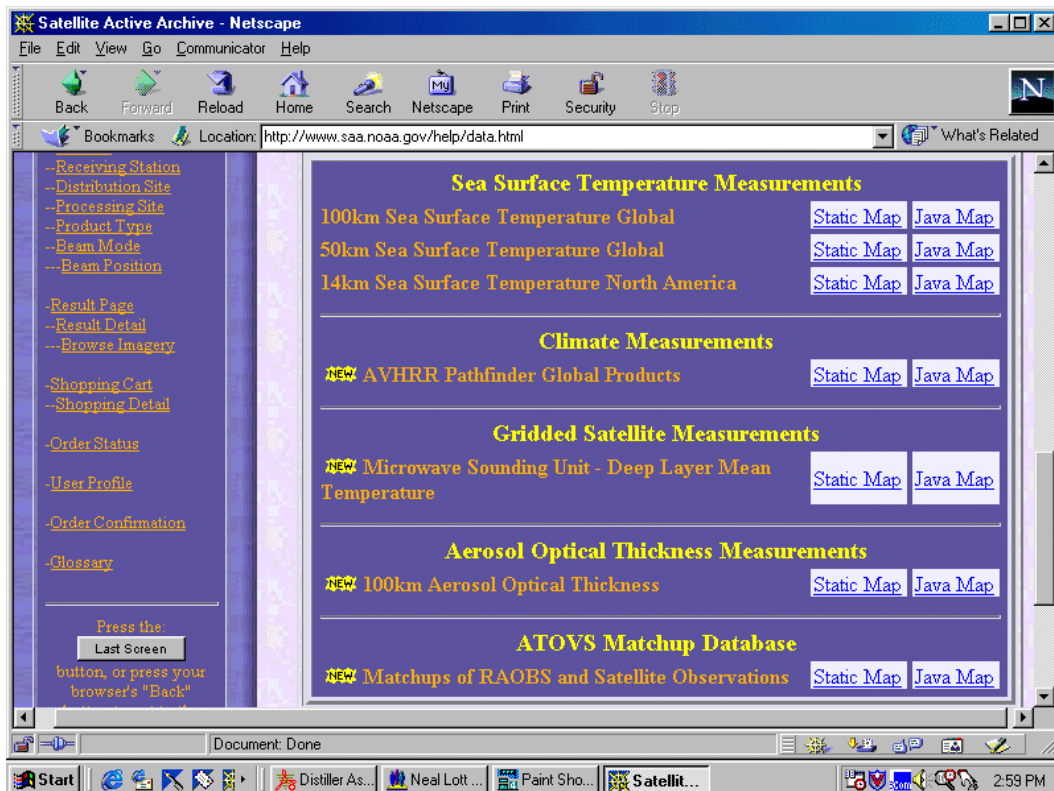 Satellite Active Archive - Netscape
File Edit View Go Communicator Help
Back Forward Reload Home Search Netscape Print Security Stop
Bookmarks Location: http://www.saa.noaa.gov/help/data.html What's Related
--Receiving Station
--Distribution Site
--Processing Site
--Product Type
--Beam Mode
---Beam Position
-Result Page
--Result Detail
---Browse Imagery
-Shopping Cart
--Shopping Detail
-Order Status
-User Profile
-Order Confirmation
-Glossary
Press the:
Last Screen
button, or press your
browser's "Back"
Sea Surface Temperature Measurements
100km Sea Surface Temperature Global Static Map Java Map
50km Sea Surface Temperature Global Static Map Java Map
14km Sea Surface Temperature North America Static Map Java Map
Climate Measurements
NEW AVHRR Pathfinder Global Products Static Map Java Map
Gridded Satellite Measurements
NEW Microwave Sounding Unit - Deep Layer Mean
Temperature Static Map Java Map
Aerosol Optical Thickness Measurements
NEW 100km Aerosol Optical Thickness Static Map Java Map
ATOVS Matchup Database
NEW Matchups of RAOBS and Satellite Observations Static Map Java Map
Document: Done
Start Distiller As... Neal Lott ... Paint Sho... Satellit... 2:59 PM